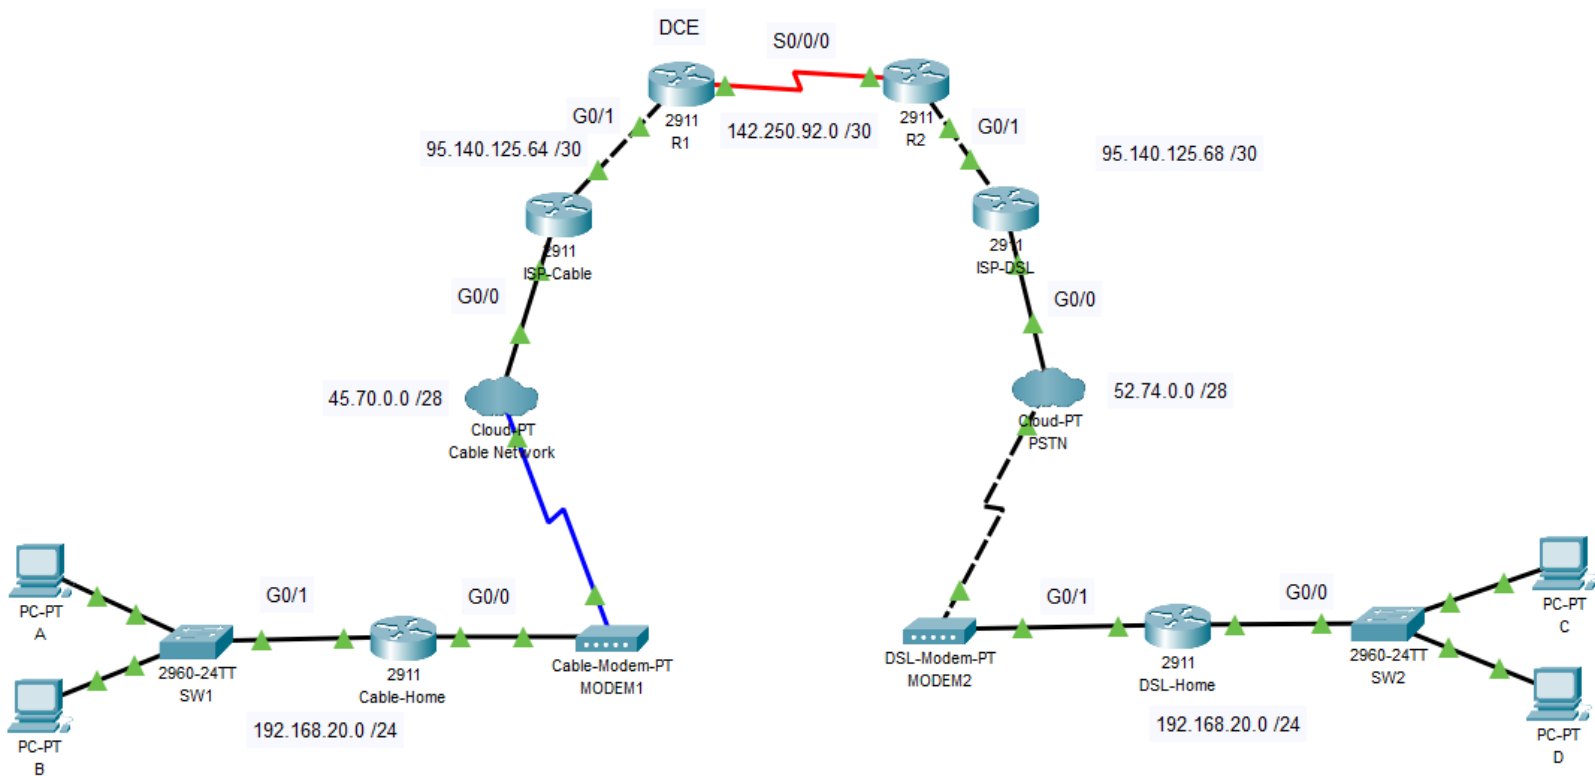 DCE
S0/0/0
2911
R1
2911
R2
142.250.92.0 /30
G0/1
G0/1
95.140.125.64 /30
95.140.125.68 /30
2911
ISP-Cable
2911
ISP-DSL
G0/0
G0/0
45.70.0.0 /28
52.74.0.0 /28
Cloud-PT
Cable Network
Cloud-PT
PSTN
PC-PT
A
G0/1
G0/0
G0/1
G0/0
PC-PT
C
2960-24TT
SW1
2911
Cable-Home
Cable-Modem-PT
MODEM1
DSL-Modem-PT
MODEM2
2911
DSL-Home
2960-24TT
SW2
192.168.20.0 /24
192.168.20.0 /24
PC-PT
B
PC-PT
D